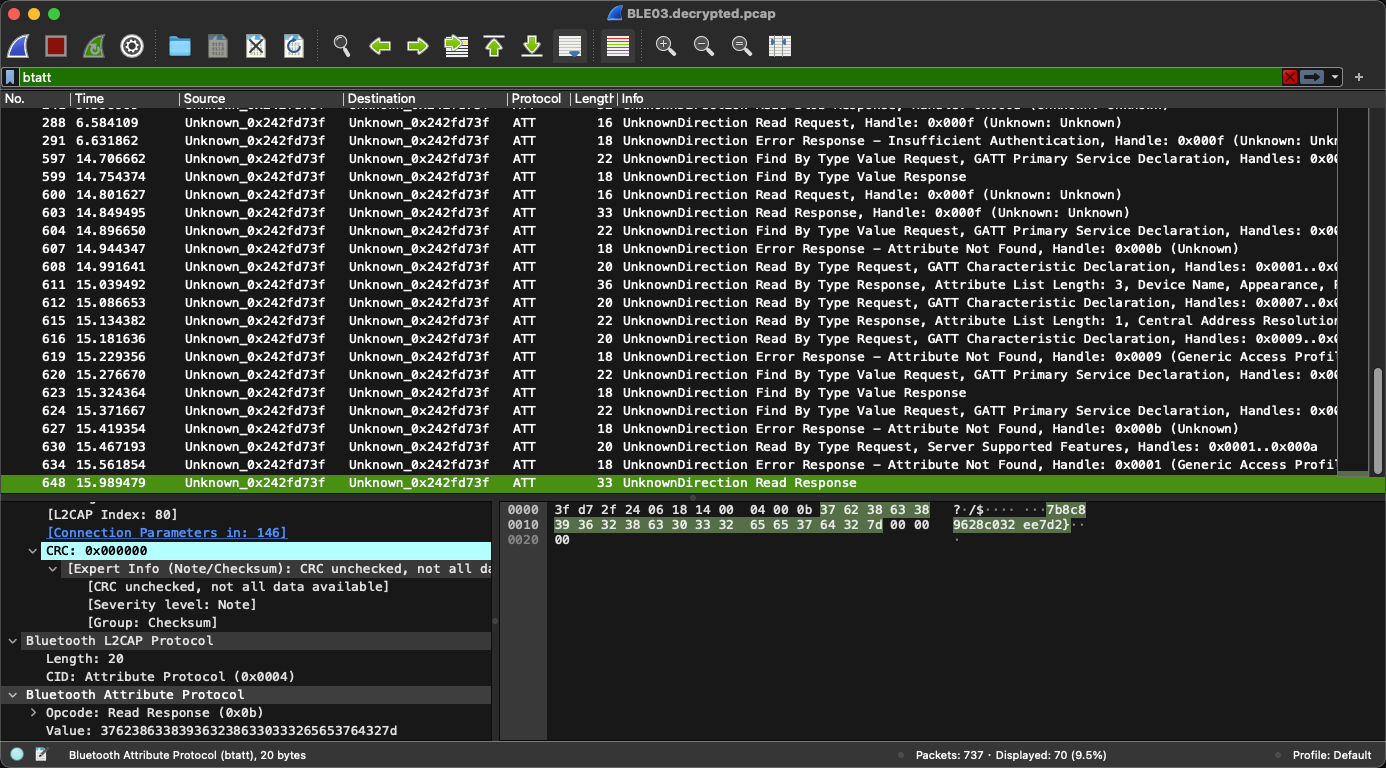 BLE03.decrypted.pcap
btatt
No. Time Source Destination Protocol Length Info
288 6.584109 Unknown_0x242fd73f Unknown_0x242fd73f ATT 16 UnknownDirection Read Request, Handle: 0x000f (Unknown: Unknown)
291 6.631862 Unknown_0x242fd73f Unknown_0x242fd73f ATT 18 UnknownDirection Error Response – Insufficient Authentication, Handle: 0x000f (Unknown: Unkn
597 14.706662 Unknown_0x242fd73f Unknown_0x242fd73f ATT 22 UnknownDirection Find By Type Value Request, GATT Primary Service Declaration, Handles: 0x00
599 14.754374 Unknown_0x242fd73f Unknown_0x242fd73f ATT 18 UnknownDirection Find By Type Value Response
600 14.801627 Unknown_0x242fd73f Unknown_0x242fd73f ATT 16 UnknownDirection Read Request, Handle: 0x000f (Unknown: Unknown)
603 14.849495 Unknown_0x242fd73f Unknown_0x242fd73f ATT 33 UnknownDirection Read Response, Handle: 0x000f (Unknown: Unknown)
604 14.896650 Unknown_0x242fd73f Unknown_0x242fd73f ATT 22 UnknownDirection Find By Type Value Request, GATT Primary Service Declaration, Handles: 0x00
607 14.944347 Unknown_0x242fd73f Unknown_0x242fd73f ATT 18 UnknownDirection Error Response – Attribute Not Found, Handle: 0x000b (Unknown)
608 14.991641 Unknown_0x242fd73f Unknown_0x242fd73f ATT 20 UnknownDirection Read By Type Request, GATT Characteristic Declaration, Handles: 0x0001..0x0
611 15.039492 Unknown_0x242fd73f Unknown_0x242fd73f ATT 36 UnknownDirection Read By Type Response, Attribute List Length: 3, Device Name, Appearance,
612 15.086653 Unknown_0x242fd73f Unknown_0x242fd73f ATT 20 UnknownDirection Read By Type Request, GATT Characteristic Declaration, Handles: 0x0007..0x0
615 15.134382 Unknown_0x242fd73f Unknown_0x242fd73f ATT 22 UnknownDirection Read By Type Response, Attribute List Length: 1, Central Address Resolution
616 15.181636 Unknown_0x242fd73f Unknown_0x242fd73f ATT 20 UnknownDirection Read By Type Request, GATT Characteristic Declaration, Handles: 0x0009..0x0
619 15.229356 Unknown_0x242fd73f Unknown_0x242fd73f ATT 18 UnknownDirection Error Response – Attribute Not Found, Handle: 0x0009 (Generic Access Profil
620 15.276670 Unknown_0x242fd73f Unknown_0x242fd73f ATT 22 UnknownDirection Find By Type Value Request, GATT Primary Service Declaration, Handles: 0x00
623 15.324364 Unknown_0x242fd73f Unknown_0x242fd73f ATT 18 UnknownDirection Find By Type Value Response
624 15.371667 Unknown_0x242fd73f Unknown_0x242fd73f ATT 22 UnknownDirection Find By Type Value Request, GATT Primary Service Declaration, Handles: 0x00
627 15.419354 Unknown_0x242fd73f Unknown_0x242fd73f ATT 18 UnknownDirection Error Response – Attribute Not Found, Handle: 0x000b (Unknown)
630 15.467193 Unknown_0x242fd73f Unknown_0x242fd73f ATT 20 UnknownDirection Read By Type Request, Server Supported Features, Handles: 0x0001..0x000a
634 15.561854 Unknown_0x242fd73f Unknown_0x242fd73f ATT 18 UnknownDirection Error Response – Attribute Not Found, Handle: 0x0001 (Generic Access Profil
648 15.989479 Unknown_0x242fd73f Unknown_0x242fd73f ATT 33 UnknownDirection Read Response
[L2CAP Index: 80]
[Connection Parameters in: 146]
CRC: 0x000000
[Expert Info (Note/Checksum): CRC unchecked, not all da
[CRC unchecked, not all data available]
[Severity level: Note]
[Group: Checksum]
Bluetooth L2CAP Protocol
Length: 20
CID: Attribute Protocol (0x0004)
Bluetooth Attribute Protocol
Opcode: Read Response (0x0b)
Value: 3762386338393632386330333265653764327d
0000 3f d7 2f 24 06 18 14 00 04 00 0b 37 62 38 63 38 ?·/$···· ···7b8c8
0010 39 36 32 38 63 30 33 32 65 65 37 64 32 7d 00 00 9628c032 ee7d2}··
0020 00 ·
Bluetooth Attribute Protocol (btatt), 20 bytes
Packets: 737 · Displayed: 70 (9.5%)
Profile: Default